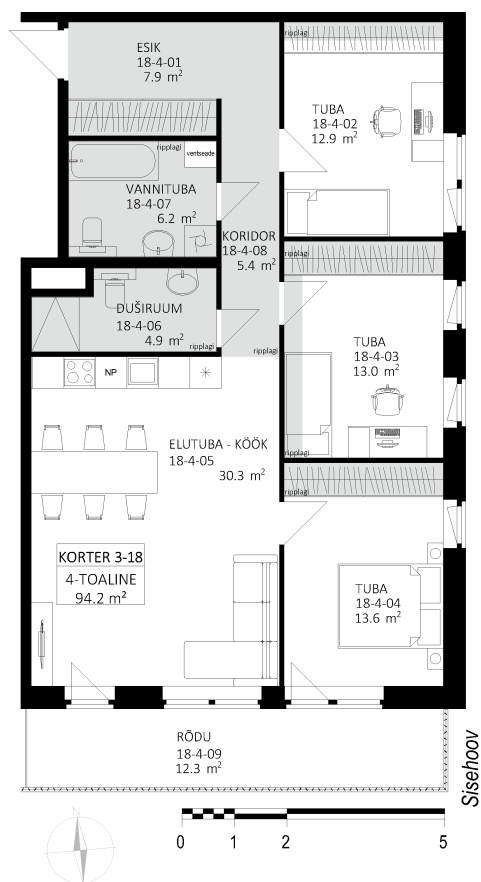 ESIK
18-4-01
7.9 m²
ripplagi
TUBA
18-4-02
12.9 m²
ripplagi
ventseade
VANNITUBA
18-4-07
6.2 m²
KORIDOR
18-4-08
5.4 m²
ripplagi
DUŠIRUUM
18-4-06
4.9 m²
ripplagi
ripplagi
TUBA
18-4-03
13.0 m²
ripplagi
NP
ELUTUBA - KÖÖK
18-4-05
30.3 m²
ripplagi
KORTER 3-18
4-TOALINE
94.2 m²
TUBA
18-4-04
13.6 m²
RÕDU
18-4-09
12.3 m²
Sisehoov
N
0 1 2 5